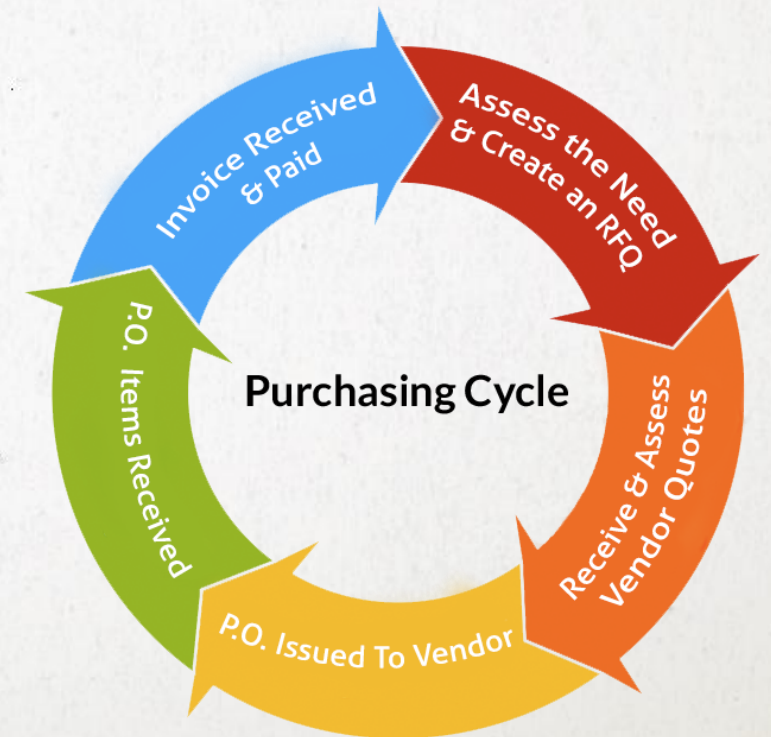 Assess the Need
& Create an RFQ
Receive & Assess
Vendor Quotes
P.O. Issued To Vendor
P.O. Items Received
Invoice Received
& Paid
Purchasing Cycle